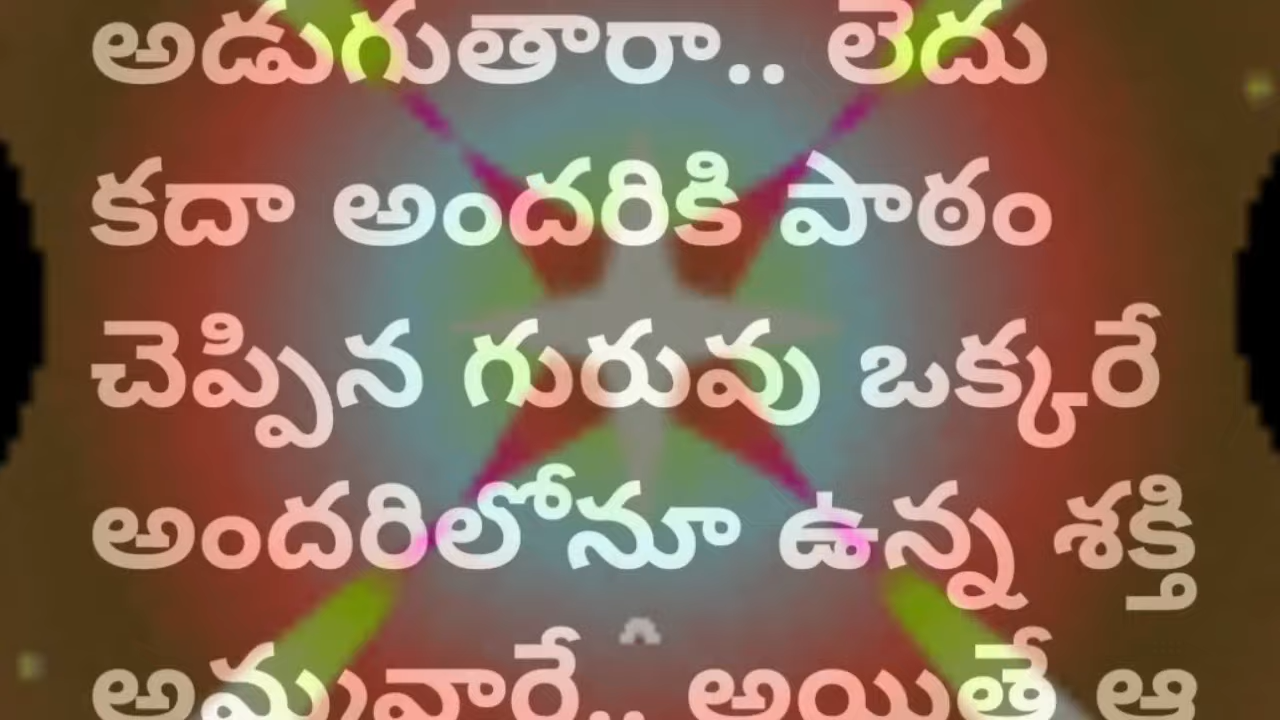 అడుగుతారా.. లేదు
కదా అందరికి పాఠం
చెప్పిన గురువు ఒక్కరే
అందరిలోనూ ఉన్న శక్తి
అమ్మవారే.. అయితే ఆ